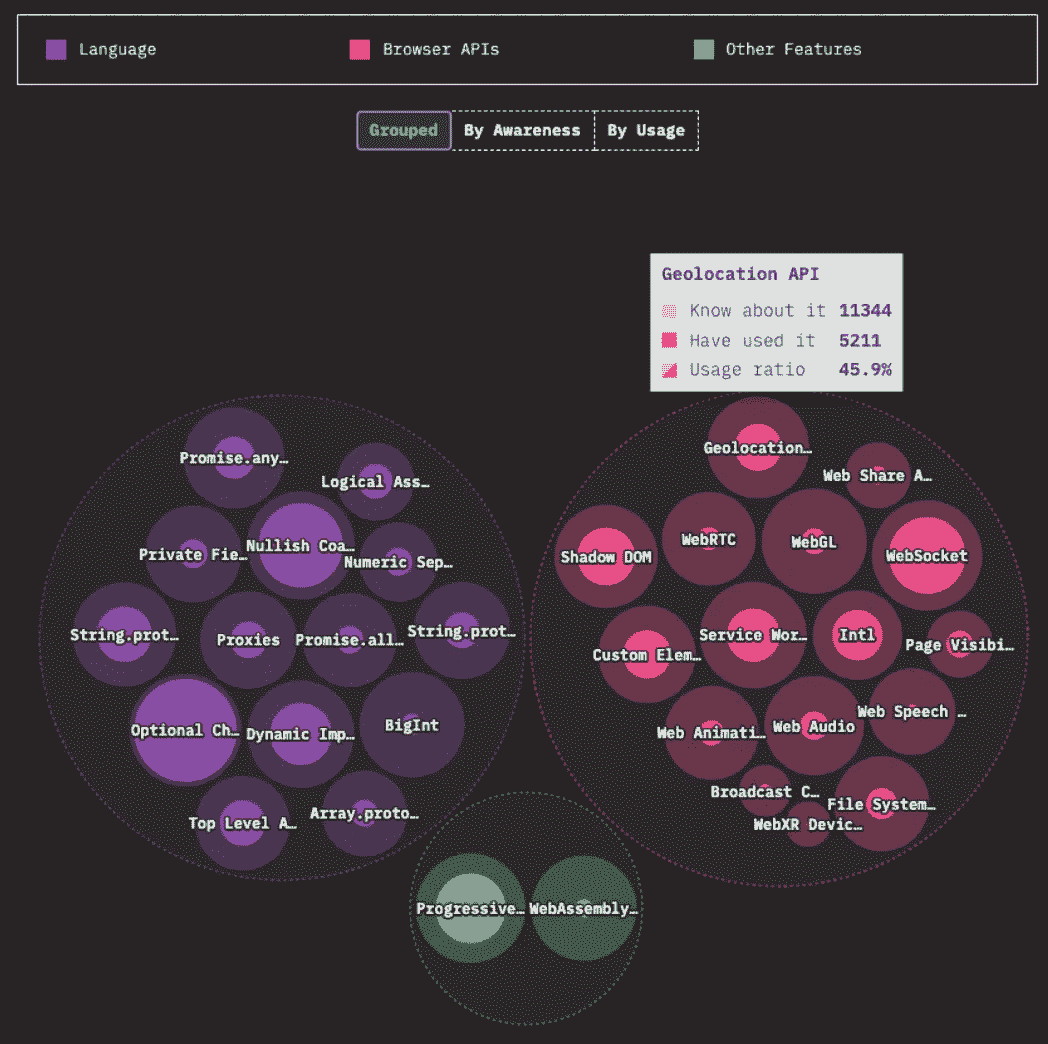 Language
Browser APIs
Other Features
Grouped
By Awareness
By Usage
Geolocation API
Know about it 11344
Have used it 5211
Usage ratio 45.9%
Promise.any…
Logical Ass…
Private Fie…
Nullish Coa…
Numeric Sep…
String.prot…
Proxies
Promise.all…
String.prot…
Optional Ch…
Dynamic Imp…
BigInt
Top Level A…
Array.proto…
Geolocation…
Web Share A…
Shadow DOM
WebRTC
WebGL
WebSocket
Custom Elem…
Service Wor…
Intl
Page Visibi…
Web Animati…
Web Audio
Web Speech …
Broadcast C…
File System…
WebXR Devic…
Progressive…
WebAssembly…